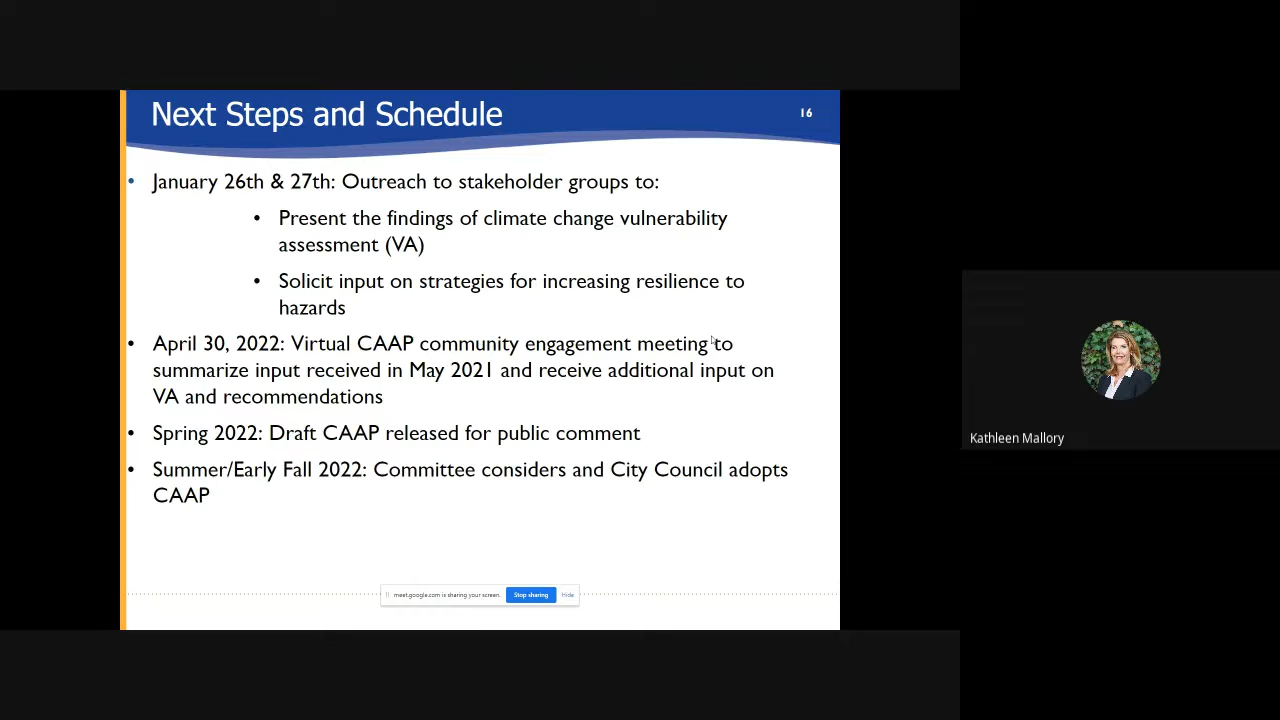 Next Steps and Schedule
16
• January 26th & 27th: Outreach to stakeholder groups to:
• Present the findings of climate change vulnerability
assessment (VA)
• Solicit input on strategies for increasing resilience to
hazards
• April 30, 2022: Virtual CAAP community engagement meeting to
summarize input received in May 2021 and receive additional input on
VA and recommendations
• Spring 2022: Draft CAAP released for public comment
• Summer/Early Fall 2022: Committee considers and City Council adopts
CAAP
meet.google.com is sharing your screen. Stop sharing Hide
Kathleen Mallory